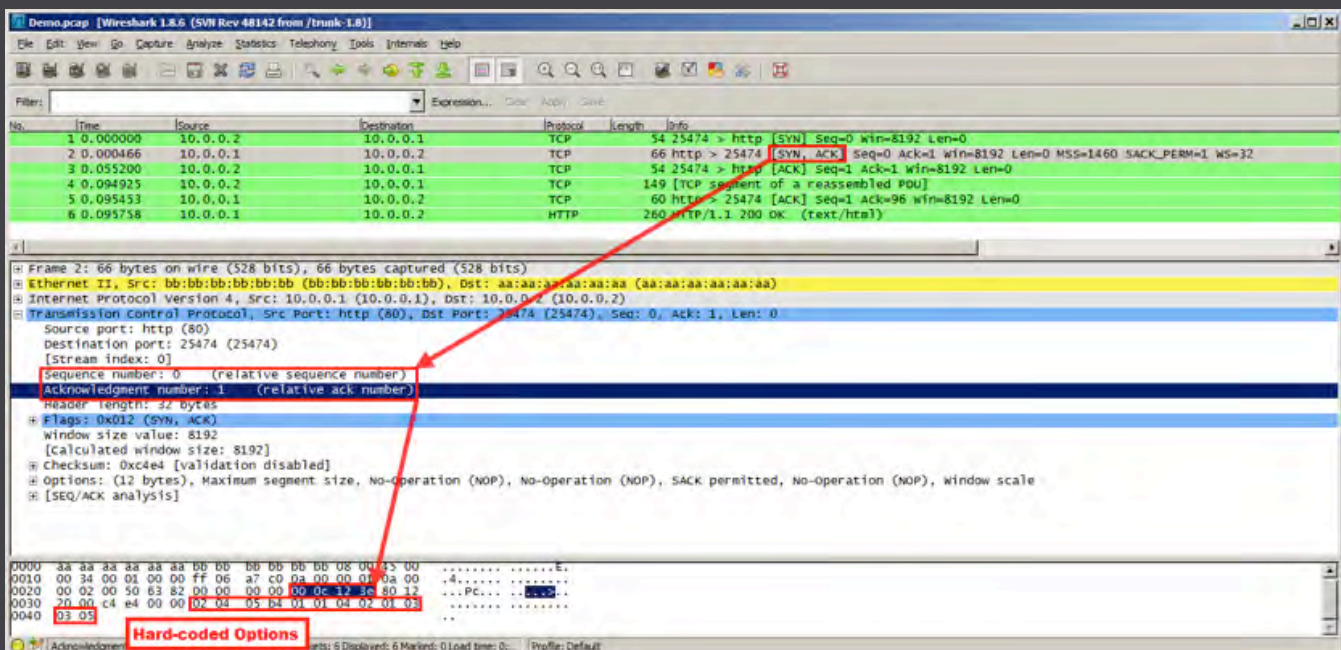 Demo.pcap [Wireshark 1.8.6 (SVN Rev 48142 from /trunk-1.8)]
File Edit View Go Capture Analyze Statistics Telephony Tools Internals Help
Filter: Expression... Clear Apply Save
No. Time Source Destination Protocol Length Info
1 0.000000 10.0.0.2 10.0.0.1 TCP 54 25474 > http [SYN] Seq=0 Win=8192 Len=0
2 0.000466 10.0.0.1 10.0.0.2 TCP 66 http > 25474 [SYN, ACK] Seq=0 Ack=1 Win=8192 Len=0 MSS=1460 SACK_PERM=1 WS=32
3 0.055200 10.0.0.2 10.0.0.1 TCP 54 25474 > http [ACK] Seq=1 Ack=1 Win=8192 Len=0
4 0.094925 10.0.0.2 10.0.0.1 TCP 149 [TCP segment of a reassembled PDU]
5 0.095453 10.0.0.1 10.0.0.2 TCP 60 http > 25474 [ACK] Seq=1 Ack=96 Win=8192 Len=0
6 0.095758 10.0.0.1 10.0.0.2 HTTP 260 HTTP/1.1 200 OK (text/html)
Frame 2: 66 bytes on wire (528 bits), 66 bytes captured (528 bits)
Ethernet II, Src: bb:bb:bb:bb:bb:bb (bb:bb:bb:bb:bb:bb), Dst: aa:aa:aa:aa:aa:aa (aa:aa:aa:aa:aa:aa)
Internet Protocol Version 4, Src: 10.0.0.1 (10.0.0.1), Dst: 10.0.0.2 (10.0.0.2)
Transmission Control Protocol, Src Port: http (80), Dst Port: 25474 (25474), Seq: 0, Ack: 1, Len: 0
Source port: http (80)
Destination port: 25474 (25474)
[Stream index: 0]
Sequence number: 0 (relative sequence number)
Acknowledgment number: 1 (relative ack number)
Header length: 32 bytes
Flags: 0x012 (SYN, ACK)
Window size value: 8192
[Calculated window size: 8192]
Checksum: 0xc4e4 [validation disabled]
Options: (12 bytes), Maximum segment size, No-Operation (NOP), No-Operation (NOP), SACK permitted, No-Operation (NOP), Window scale
[SEQ/ACK analysis]
0000 aa aa aa aa aa aa bb bb bb bb bb bb 08 00 45 00 ........ ......E.
0010 00 34 00 01 00 00 ff 06 a7 c0 0a 00 00 01 0a 00 .4...... ........
0020 00 02 00 50 63 82 00 00 00 00 00 0c 12 3e 80 12 ...Pc... .....>..
0030 20 00 c4 e4 00 00 02 04 05 b4 01 01 04 02 01 03 ........ ........
0040 03 05 ..
Hard-coded Options
Acknowledgment 6 Displayed: 6 Marked: 0 Load time: 0: Profile: Default